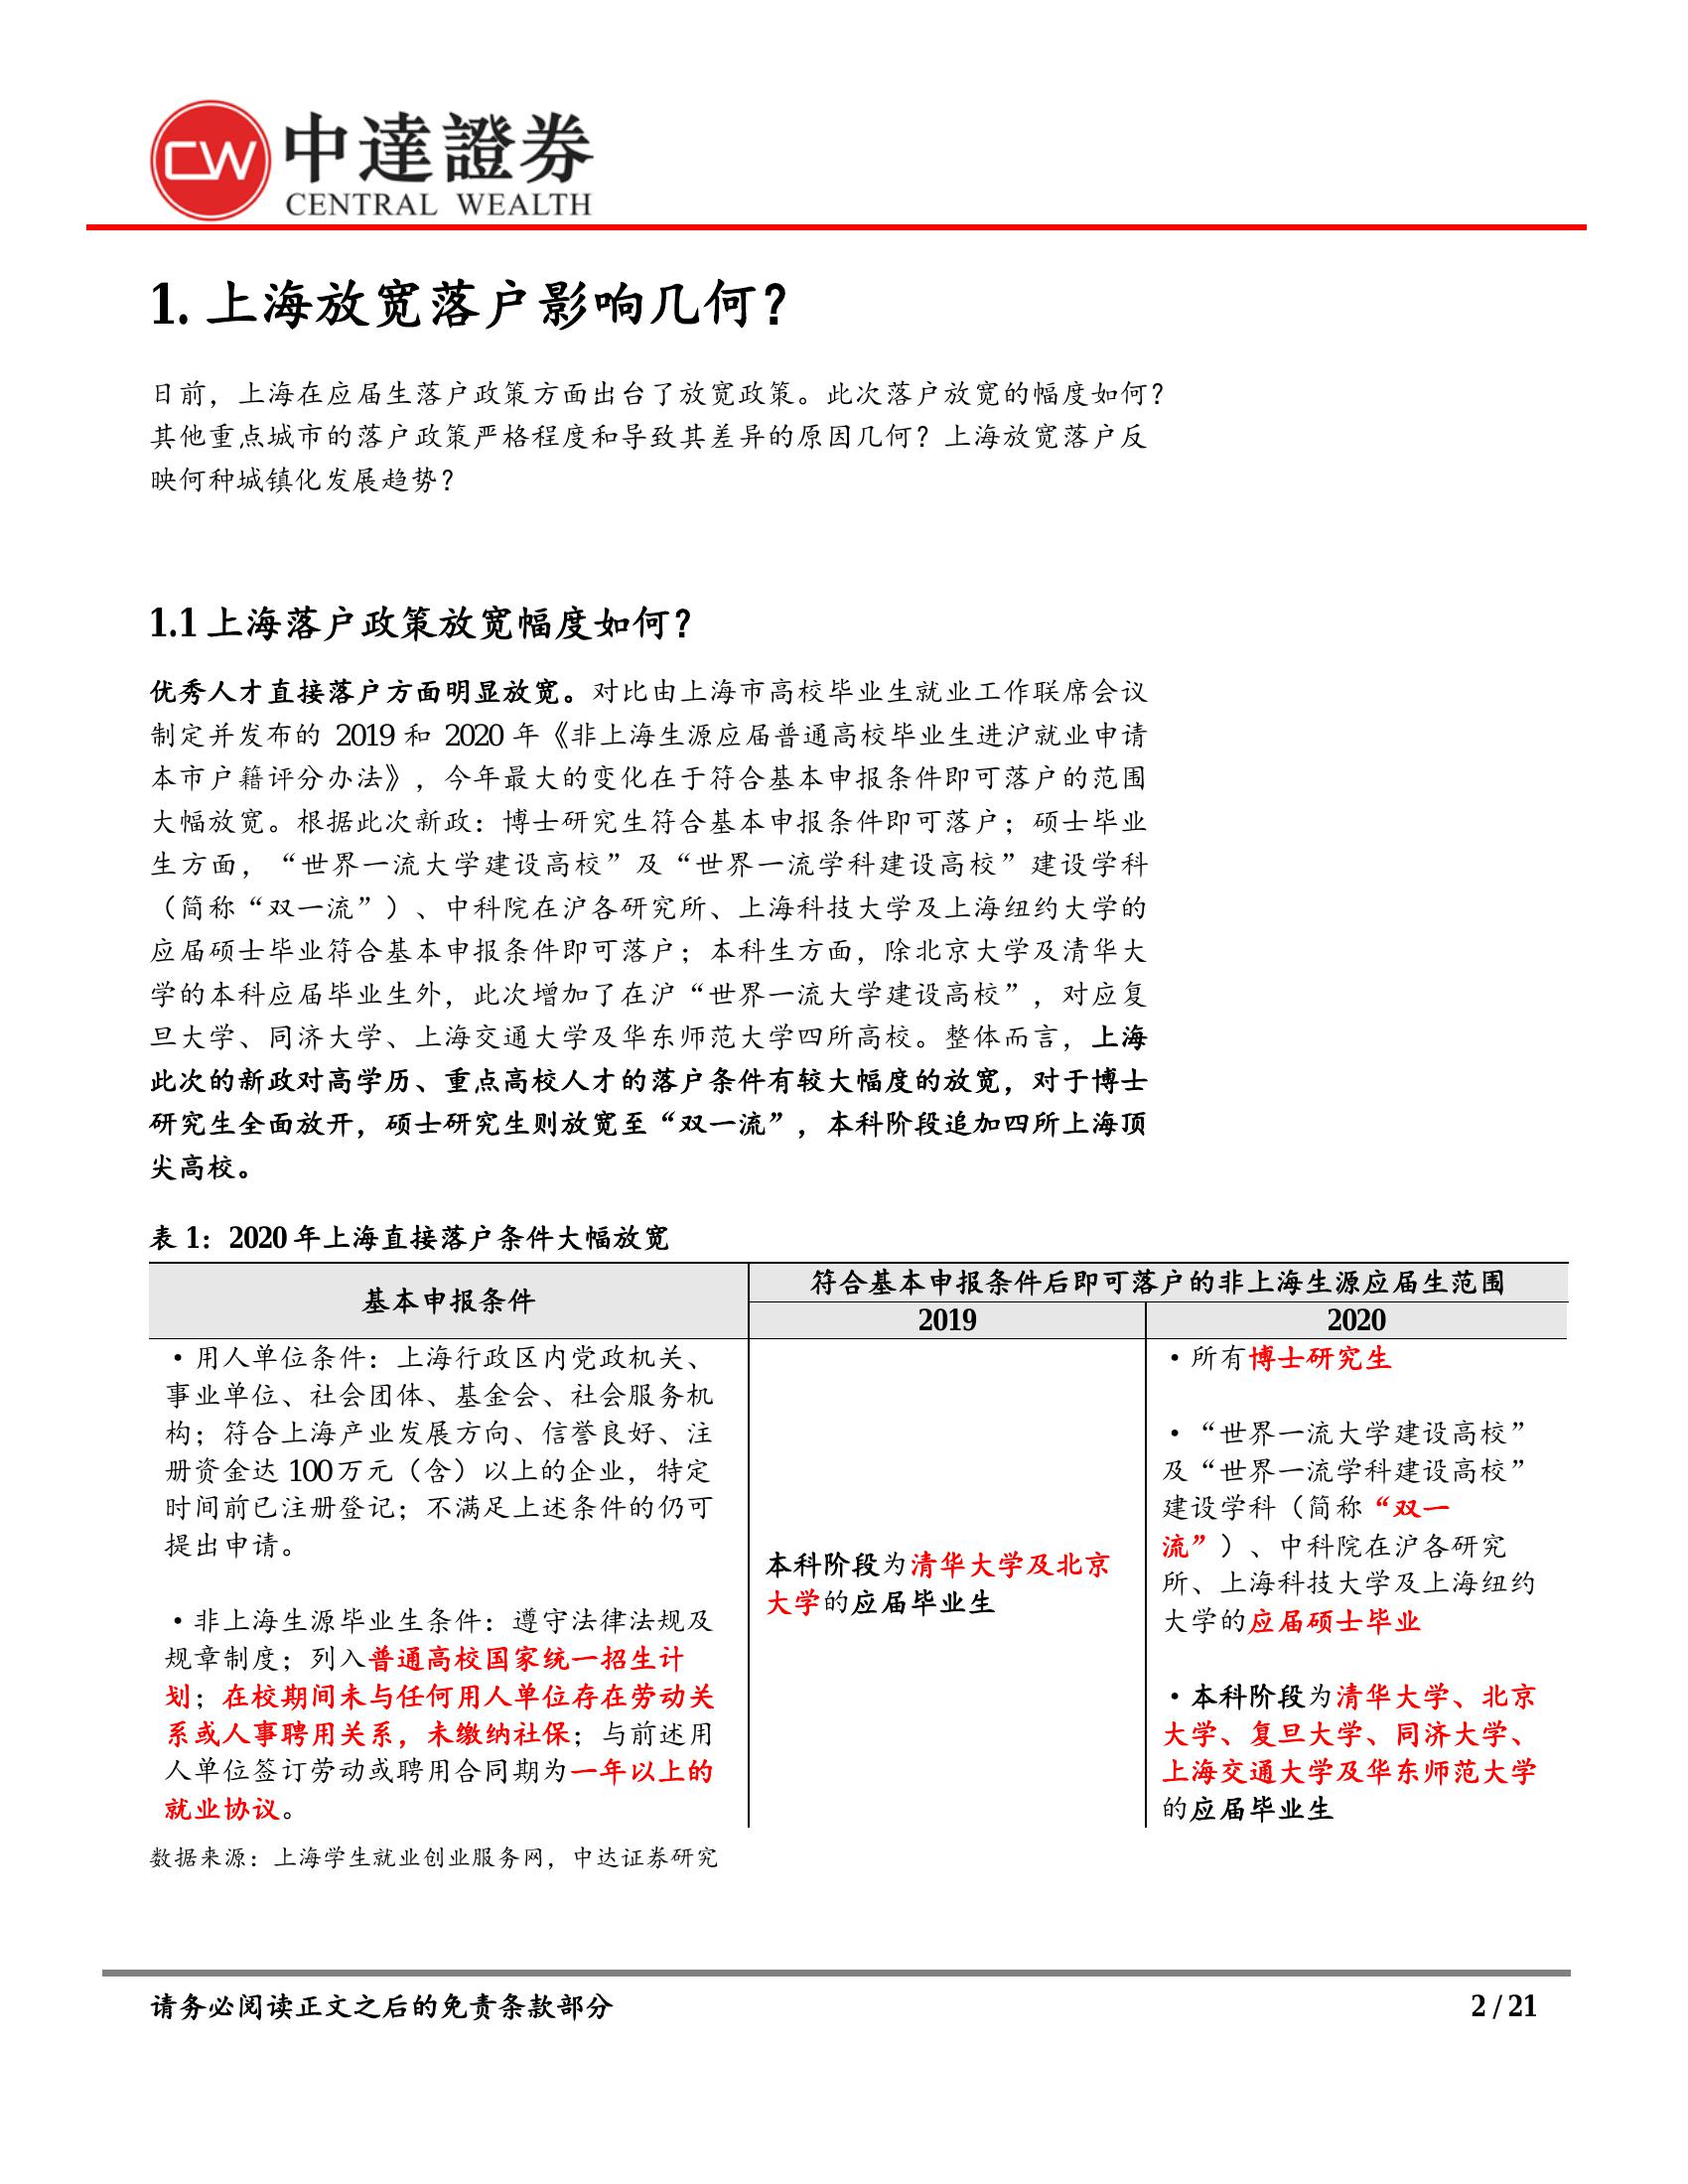 CW 中達證券
CENTRAL WEALTH
1. 上海放宽落户影响几何？
日前，上海在应届生落户政策方面出台了放宽政策。此次落户放宽的幅度如何？
其他重点城市的落户政策严格程度和导致其差异的原因几何？上海放宽落户反
映何种城镇化发展趋势？
1.1 上海落户政策放宽幅度如何？
优秀人才直接落户方面明显放宽。对比由上海市高校毕业生就业工作联席会议
制定并发布的 2019 和 2020 年《非上海生源应届普通高校毕业生进沪就业申请
本市户籍评分办法》，今年最大的变化在于符合基本申报条件即可落户的范围
大幅放宽。根据此次新政：博士研究生符合基本申报条件即可落户；硕士毕业
生方面，“世界一流大学建设高校”及“世界一流学科建设高校”建设学科
（简称“双一流”）、中科院在沪各研究所、上海科技大学及上海纽约大学的
应届硕士毕业符合基本申报条件即可落户；本科生方面，除北京大学及清华大
学的本科应届毕业生外，此次增加了在沪“世界一流大学建设高校”，对应复
旦大学、同济大学、上海交通大学及华东师范大学四所高校。整体而言，上海
此次的新政对高学历、重点高校人才的落户条件有较大幅度的放宽，对于博士
研究生全面放开，硕士研究生则放宽至“双一流”，本科阶段追加四所上海顶
尖高校。
表 1：2020 年上海直接落户条件大幅放宽
基本申报条件
符合基本申报条件后即可落户的非上海生源应届生范围
2019
2020
·用人单位条件：上海行政区内党政机关、
事业单位、社会团体、基金会、社会服务机
构；符合上海产业发展方向、信誉良好、注
册资金达 100 万元（含）以上的企业，特定
时间前已注册登记；不满足上述条件的仍可
提出申请。
·非上海生源毕业生条件：遵守法律法规及
规章制度；列入普通高校国家统一招生计
划；在校期间未与任何用人单位存在劳动关
系或人事聘用关系，未缴纳社保；与前述用
人单位签订劳动或聘用合同期为一年以上的
就业协议。
本科阶段为清华大学及北京
大学的应届毕业生
·所有博士研究生
·“世界一流大学建设高校”
及“世界一流学科建设高校”
建设学科（简称“双一
流”）、中科院在沪各研究
所、上海科技大学及上海纽约
大学的应届硕士毕业
·本科阶段为清华大学、北京
大学、复旦大学、同济大学、
上海交通大学及华东师范大学
的应届毕业生
数据来源：上海学生就业创业服务网，中达证券研究
请务必阅读正文之后的免责条款部分
2 / 21